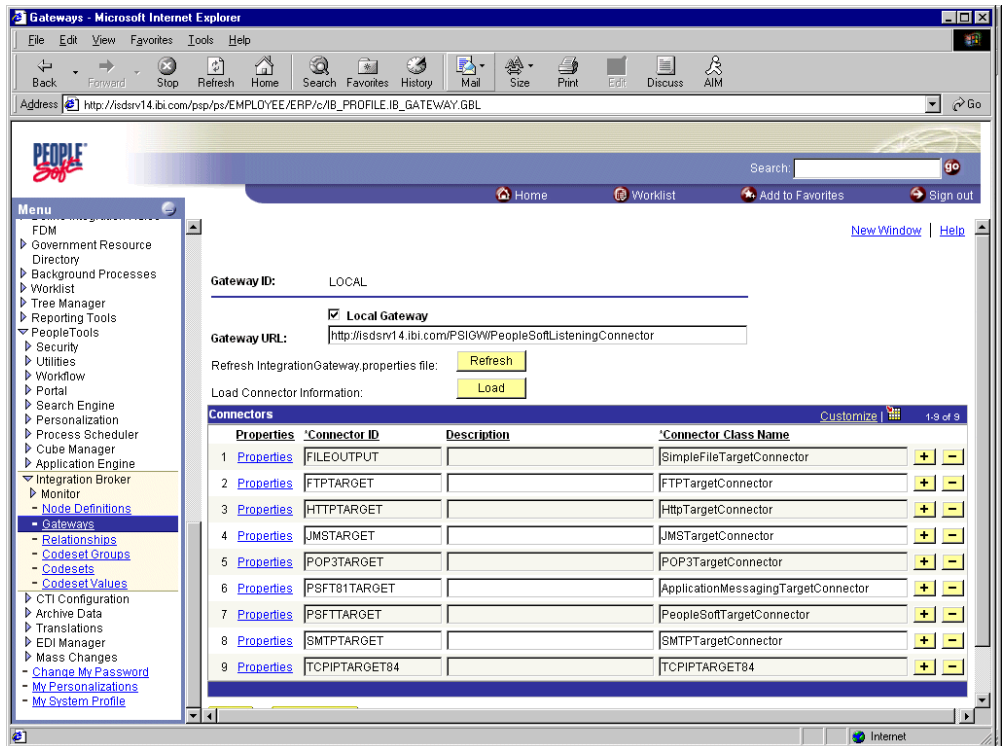 Gateways - Microsoft Internet Explorer
File Edit View Favorites Tools Help
Back Forward Stop Refresh Home Search Favorites History Mail Size Print Edit Discuss AIM
Address http://isdsrv14.ibi.com/psp/ps/EMPLOYEE/ERP/c/IB_PROFILE.IB_GATEWAY.GBL Go
PEOPLE
Soft
Search: go
Home Worklist Add to Favorites Sign out
Menu
FDM
Government Resource
Directory
Background Processes
Worklist
Tree Manager
Reporting Tools
PeopleTools
Security
Utilities
Workflow
Portal
Search Engine
Personalization
Process Scheduler
Cube Manager
Application Engine
Integration Broker
Monitor
- Node Definitions
- Gateways
- Relationships
- Codeset Groups
- Codesets
- Codeset Values
CTI Configuration
Archive Data
Translations
EDI Manager
Mass Changes
- Change My Password
- My Personalizations
- My System Profile
New Window | Help
Gateway ID: LOCAL
Local Gateway
Gateway URL: http://isdsrv14.ibi.com/PSIGW/PeopleSoftListeningConnector
Refresh IntegrationGateway.properties file: Refresh
Load Connector Information: Load
Connectors Customize | 1-9 of 9
Properties *Connector ID Description *Connector Class Name
1 Properties FILEOUTPUT SimpleFileTargetConnector + -
2 Properties FTPTARGET FTPTargetConnector + -
3 Properties HTTPTARGET HttpTargetConnector + -
4 Properties JMSTARGET JMSTargetConnector + -
5 Properties POP3TARGET POP3TargetConnector + -
6 Properties PSFT81TARGET ApplicationMessagingTargetConnector + -
7 Properties PSFTTARGET PeopleSoftTargetConnector + -
8 Properties SMTPTARGET SMTPTargetConnector + -
9 Properties TCPIPTARGET84 TCPIPTARGET84 + -
Internet